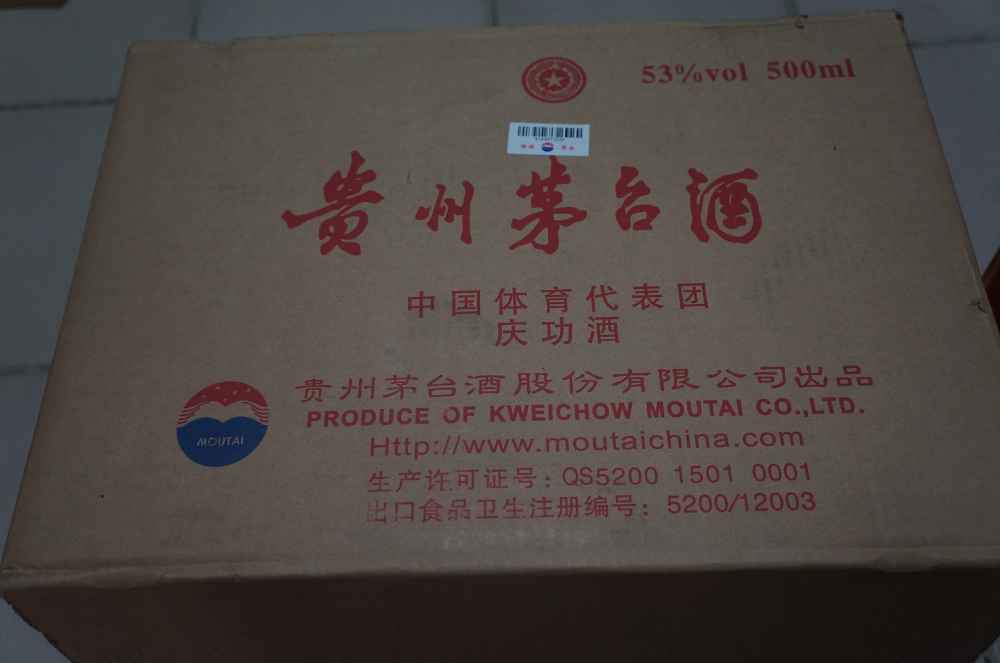 53%vol 500ml
贵州茅台酒
中国体育代表团
庆功酒
贵州茅台酒股份有限公司出品
PRODUCE OF KWEICHOW MOUTAI CO.,LTD.
MOUTAI
Http://www.moutaichina.com
生产许可证号：QS5200 1501 0001
出口食品卫生注册编号：5200/12003